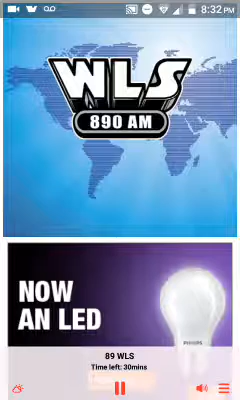 8:32 PM
WLS
890 AM
NOW
AN LED
PHILIPS
89 WLS
Time left: 30mins